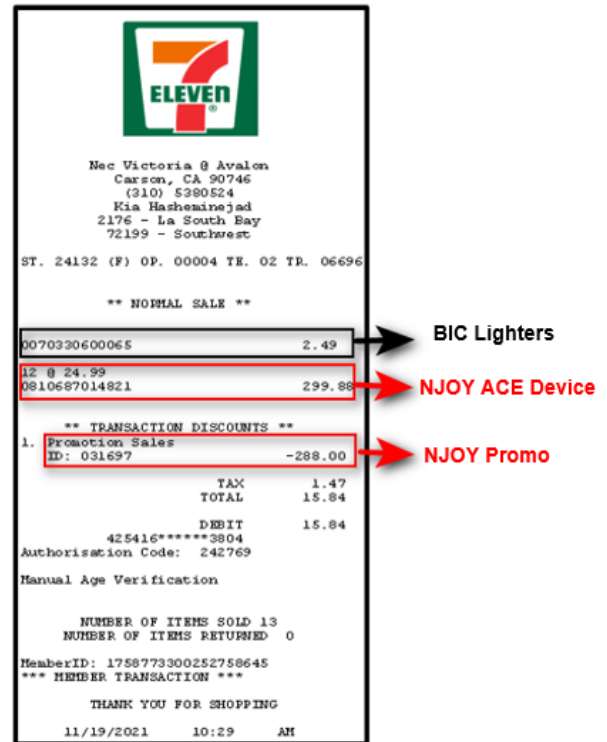 7
ELEVEn
®
Nec Victoria @ Avalon
Carson, CA 90746
(310) 5380524
Kia Hasheminejad
2176 - La South Bay
72199 - Southwest
ST. 24132 (F) OP. 00004 TE. 02 TR. 06696
** NORMAL SALE **
0070330600065 2.49
BIC Lighters
12 @ 24.99
0810687014821 299.88
NJOY ACE Device
** TRANSACTION DISCOUNTS **
1. Promotion Sales
ID: 031697 -288.00
NJOY Promo
TAX 1.47
TOTAL 15.84
DEBIT 15.84
425416******3804
Authorisation Code: 242769
Manual Age Verification
NUMBER OF ITEMS SOLD 13
NUMBER OF ITEMS RETURNED 0
MemberID: 1758773300252758645
*** MEMBER TRANSACTION ***
THANK YOU FOR SHOPPING
11/19/2021 10:29 AM